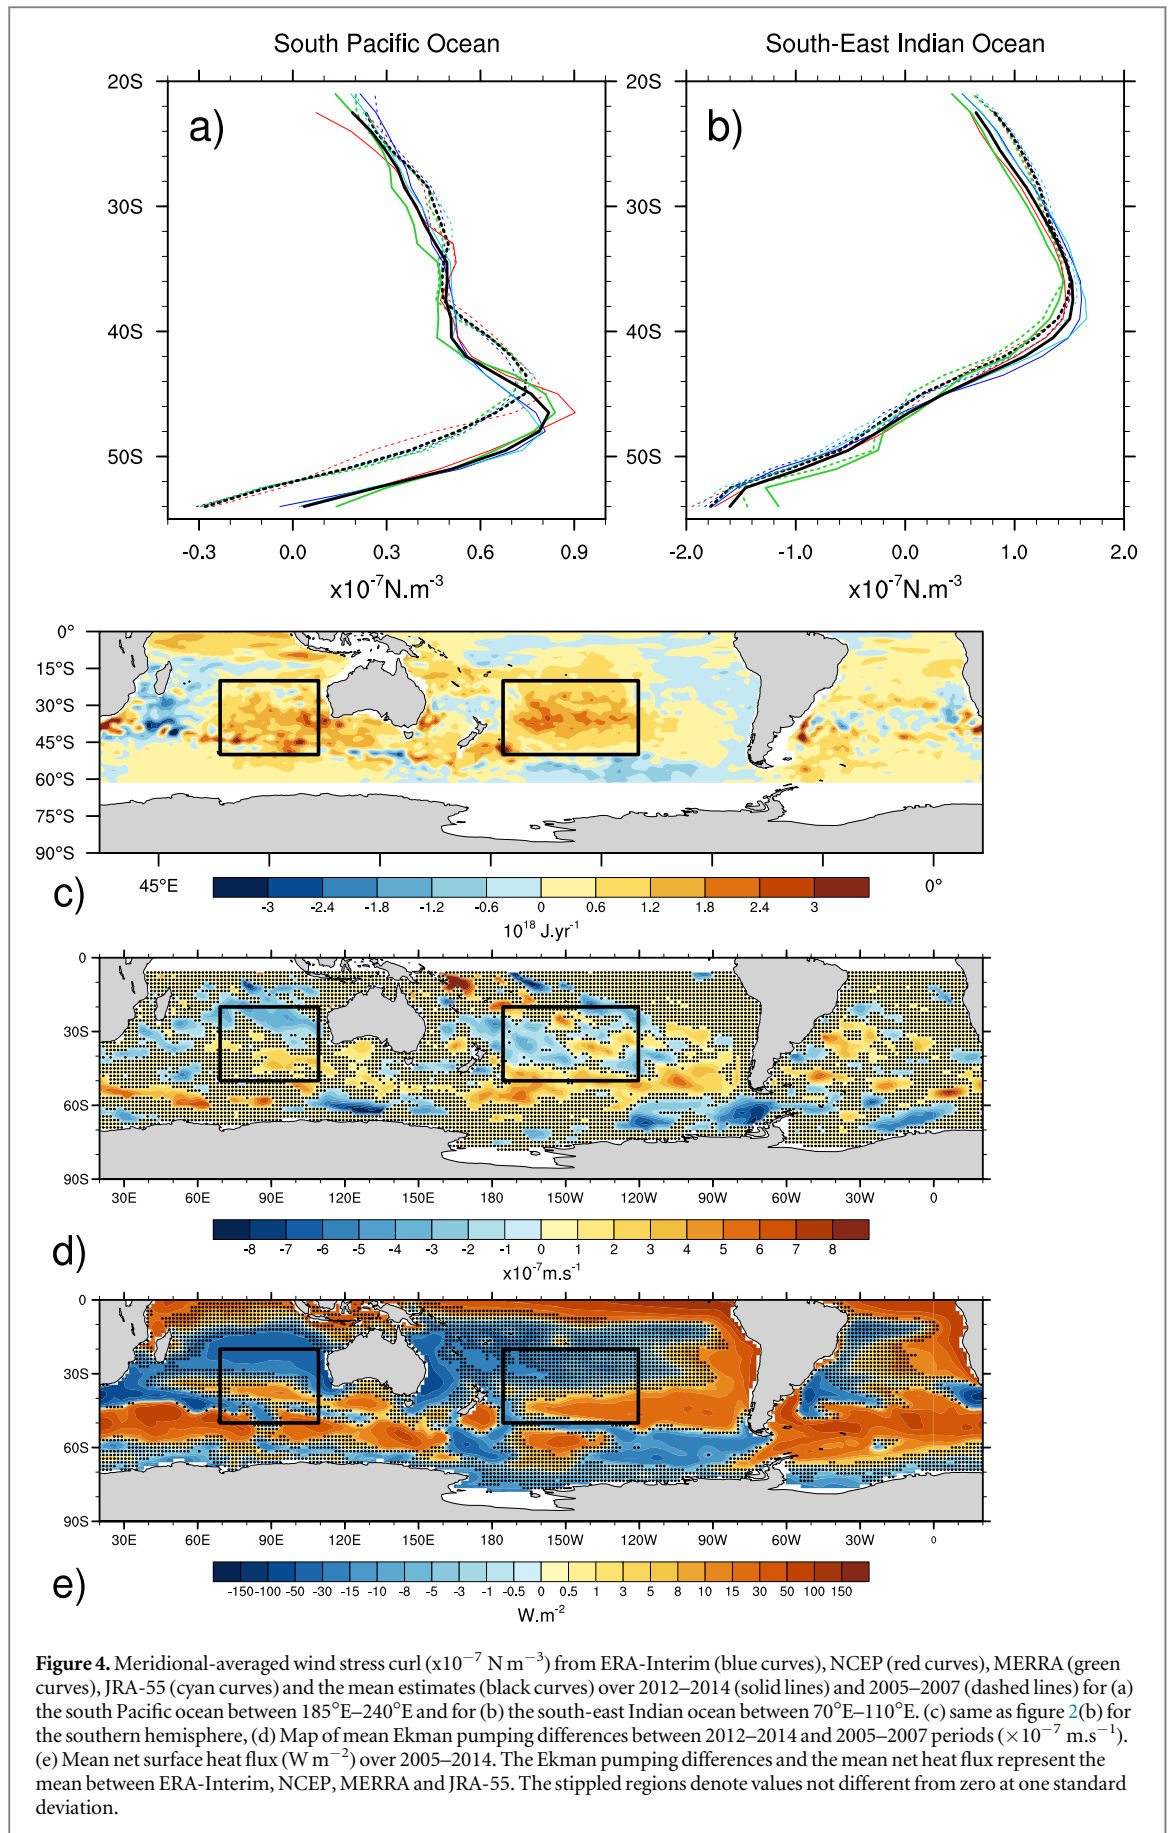 South Pacific Ocean
South-East Indian Ocean
20S
30S
40S
50S
a)
-0.3 0.0 0.3 0.6 0.9
x10⁻⁷N.m⁻³
20S
30S
40S
50S
b)
-2.0 -1.0 0.0 1.0 2.0
x10⁻⁷N.m⁻³
0°
15°S
30°S
45°S
60°S
75°S
90°S
45°E 0°
c)
-3 -2.4 -1.8 -1.2 -0.6 0 0.6 1.2 1.8 2.4 3
10¹⁸ J.yr⁻¹
0
30S
60S
90S
30E 60E 90E 120E 150E 180 150W 120W 90W 60W 30W 0
d)
-8 -7 -6 -5 -4 -3 -2 -1 0 1 2 3 4 5 6 7 8
x10⁻⁷m.s⁻¹
0
30S
60S
90S
30E 60E 90E 120E 150E 180 150W 120W 90W 60W 30W 0
e)
-150 -100 -50 -30 -15 -10 -8 -5 -3 -1 -0.5 0 0.5 1 3 5 8 10 15 30 50 100 150
W.m⁻²
Figure 4. Meridional-averaged wind stress curl (x10⁻⁷ N m⁻³) from ERA-Interim (blue curves), NCEP (red curves), MERRA (green
curves), JRA-55 (cyan curves) and the mean estimates (black curves) over 2012–2014 (solid lines) and 2005–2007 (dashed lines) for (a)
the south Pacific ocean between 185°E–240°E and for (b) the south-east Indian ocean between 70°E–110°E. (c) same as figure 2(b) for
the southern hemisphere, (d) Map of mean Ekman pumping differences between 2012–2014 and 2005–2007 periods (×10⁻⁷ m.s⁻¹).
(e) Mean net surface heat flux (W m⁻²) over 2005–2014. The Ekman pumping differences and the mean net heat flux represent the
mean between ERA-Interim, NCEP, MERRA and JRA-55. The stippled regions denote values not different from zero at one standard
deviation.